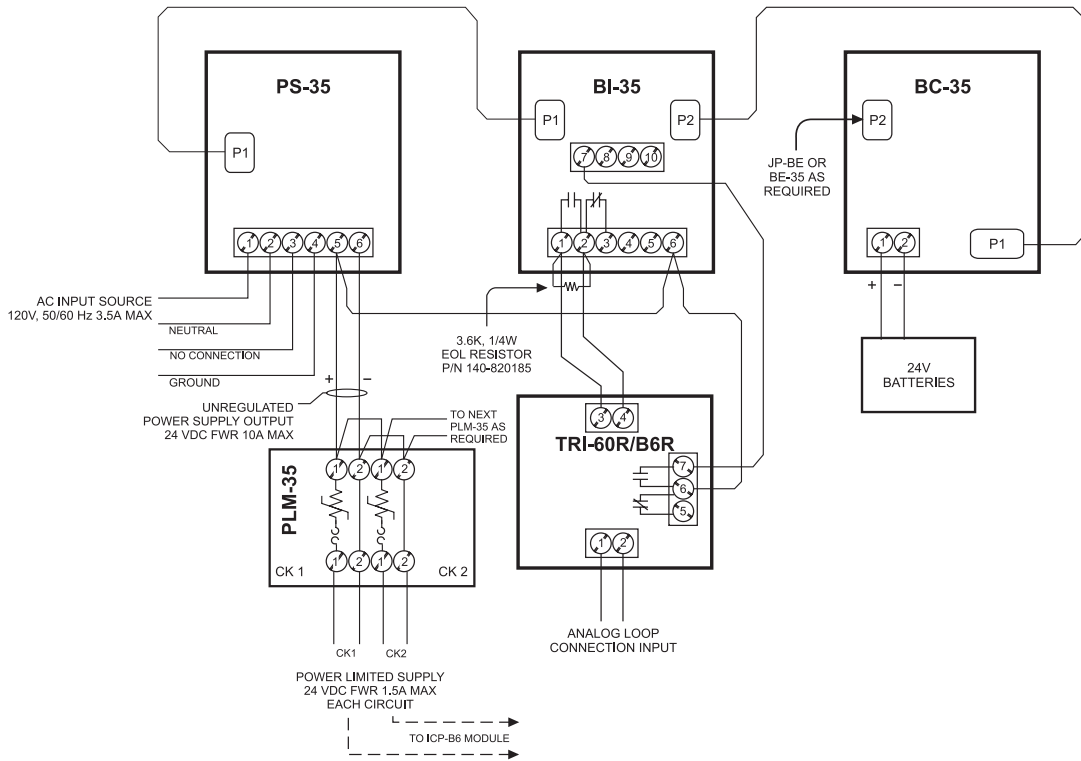 PS-35
P1
1 2 3 4 5 6
AC INPUT SOURCE
120V, 50/60 Hz 3.5A MAX
NEUTRAL
NO CONNECTION
GROUND
+ −
UNREGULATED
POWER SUPPLY OUTPUT
24 VDC FWR 10A MAX
BI-35
P1
P2
7 8 9 10
1 2 3 4 5 6
3.6K, 1/4W
EOL RESISTOR
P/N 140-820185
BC-35
P2
JP-BE OR
BE-35 AS
REQUIRED
P1
1 2
+ −
24V
BATTERIES
TO NEXT
PLM-35 AS
REQUIRED
PLM-35
1 2 1 2
1 2 1 2
CK 1
CK 2
CK1
CK2
POWER LIMITED SUPPLY
24 VDC FWR 1.5A MAX
EACH CIRCUIT
TO ICP-B6 MODULE
3 4
TRI-60R/B6R
7
6
5
1 2
ANALOG LOOP
CONNECTION INPUT